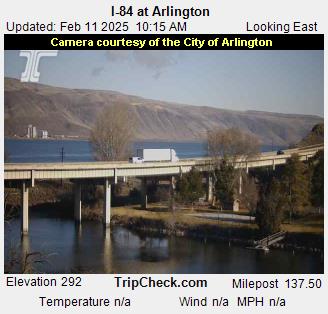 I-84 at Arlington
Updated: Feb 11 2025 10:15 AM Looking East
Camera courtesy of the City of Arlington
Elevation 292 TripCheck.com Milepost 137.50
Temperature n/a Wind n/a MPH n/a